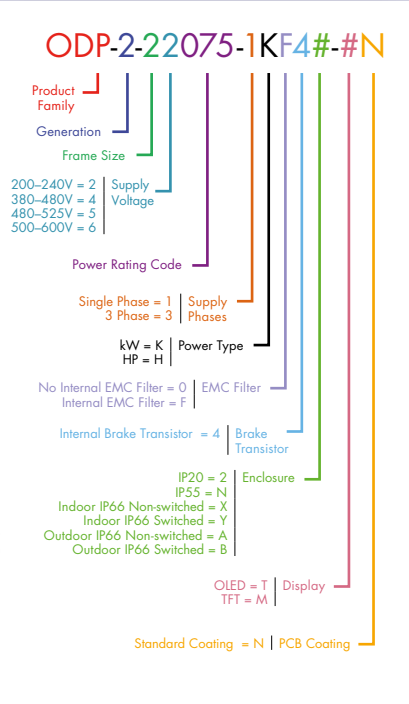 ODP-2-22075-1KF4#-#N
Product
Family
Generation
Frame Size
200–240V = 2 Supply
380–480V = 4 Voltage
480–525V = 5
500–600V = 6
Power Rating Code
Single Phase = 1 Supply
3 Phase = 3 Phases
kW = K Power Type
HP = H
No Internal EMC Filter = 0 EMC Filter
Internal EMC Filter = F
Internal Brake Transistor = 4 Brake
Transistor
IP20 = 2 Enclosure
IP55 = N
Indoor IP66 Non-switched = X
Indoor IP66 Switched = Y
Outdoor IP66 Non-switched = A
Outdoor IP66 Switched = B
OLED = T Display
TFT = M
Standard Coating = N PCB Coating